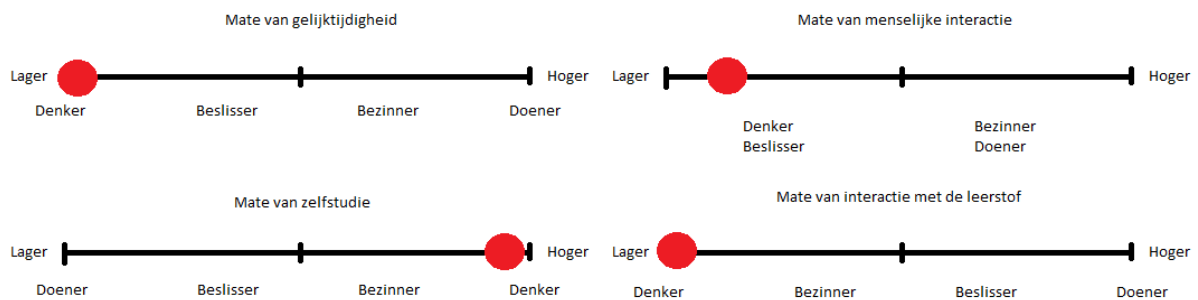 Mate van gelijktijdigheid
Lager
Hoger
Denker Beslisser Bezinner Doener
Mate van menselijke interactie
Lager
Hoger
Denker
Beslisser
Bezinner
Doener
Mate van zelfstudie
Lager
Hoger
Doener Beslisser Bezinner Denker
Mate van interactie met de leerstof
Lager
Hoger
Denker Bezinner Beslisser Doener